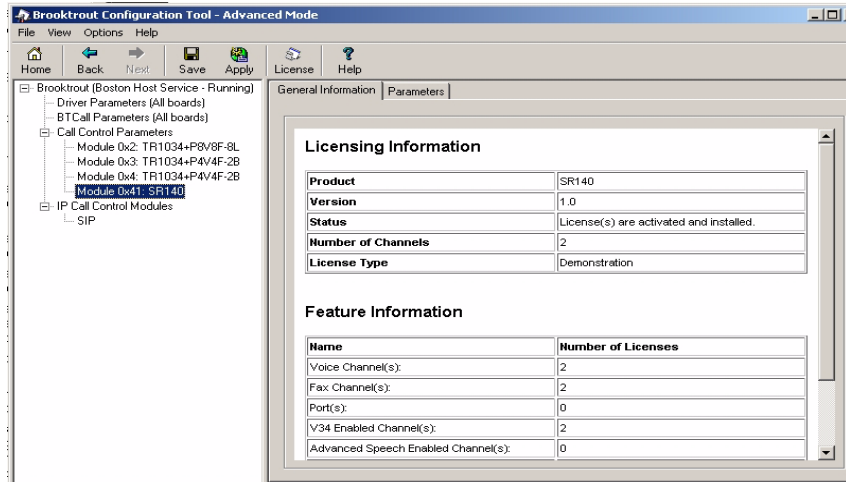 Brooktrout Configuration Tool - Advanced Mode
File View Options Help
Home Back Next Save Apply License Help
Brooktrout (Boston Host Service - Running)
Driver Parameters (All boards)
BTCall Parameters (All boards)
Call Control Parameters
Module 0x2: TR1034+P8V8F-8L
Module 0x3: TR1034+P4V4F-2B
Module 0x4: TR1034+P4V4F-2B
Module 0x41: SR140
IP Call Control Modules
SIP
General Information Parameters
Licensing Information
Product SR140
Version 1.0
Status License(s) are activated and installed.
Number of Channels 2
License Type Demonstration
Feature Information
Name Number of Licenses
Voice Channel(s): 2
Fax Channel(s): 2
Port(s): 0
V34 Enabled Channel(s): 2
Advanced Speech Enabled Channel(s): 0